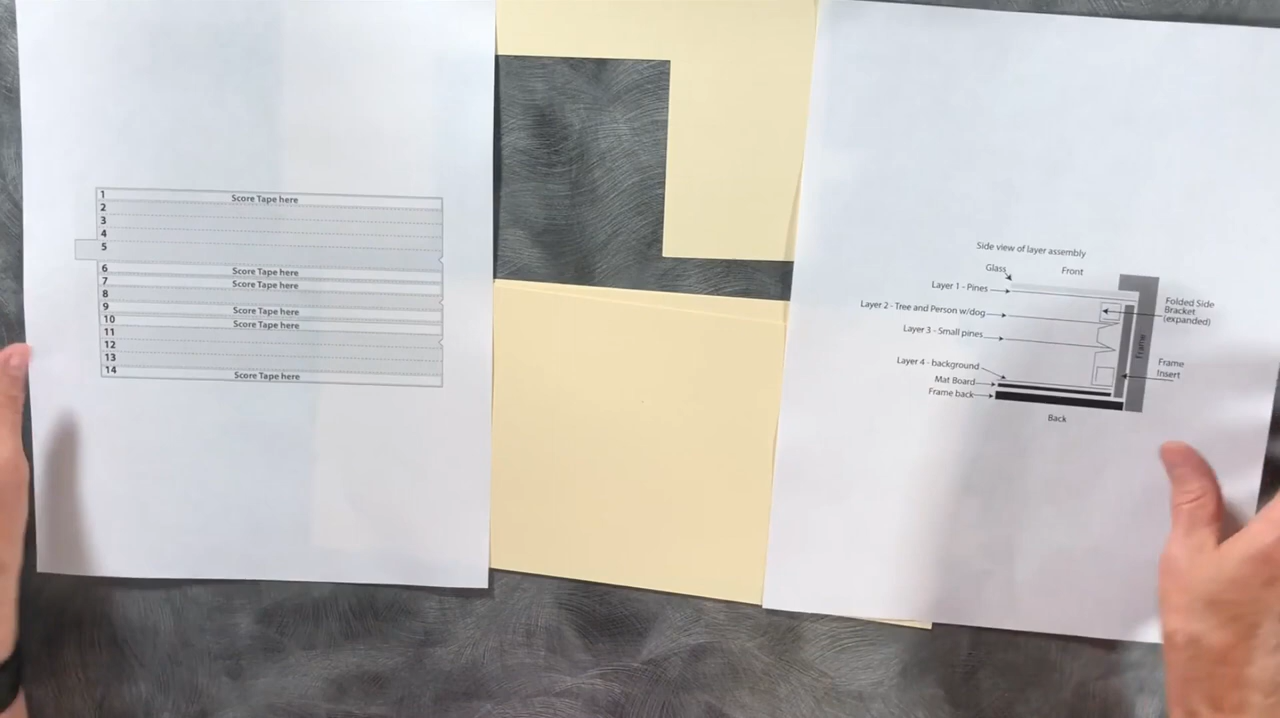 1 Score Tape here
2
3
4
5
6 Score Tape here
7 Score Tape here
8
9 Score Tape here
10 Score Tape here
11
12
13
14 Score Tape here
Side view of layer assembly
Glass
Front
Layer 1 - Pines
Layer 2 - Tree and Person w/dog
Layer 3 - Small pines
Layer 4 - background
Mat Board
Frame back
Back
Folded Side
Bracket
(expanded)
Frame
Frame
Insert